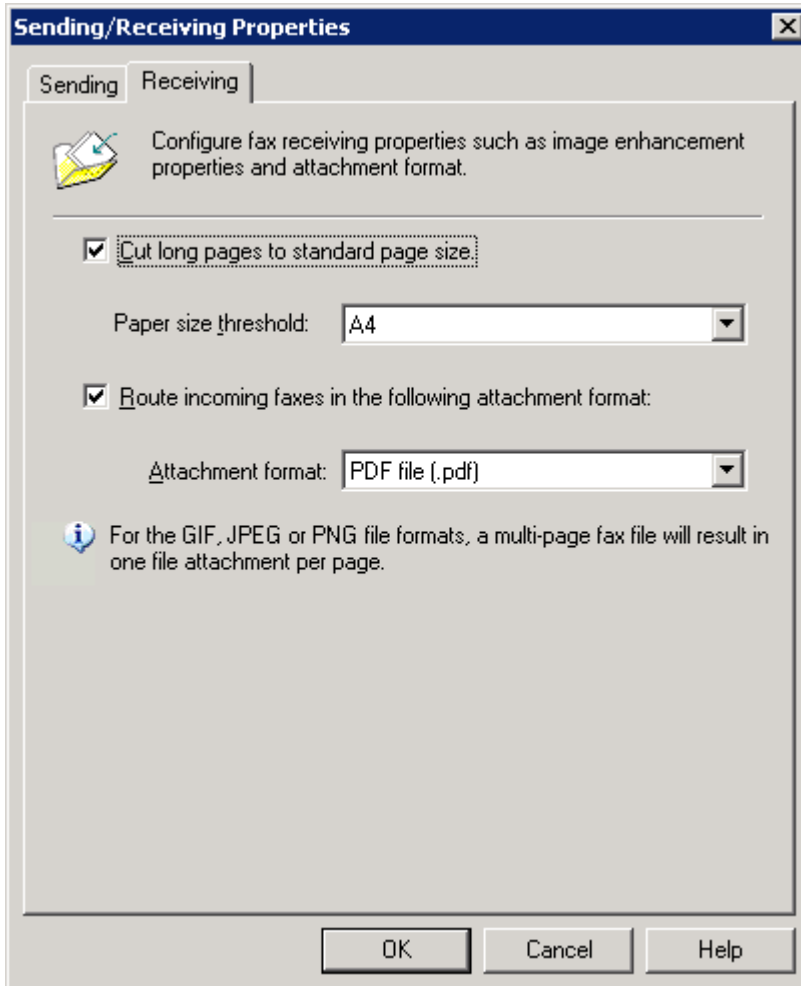 Sending/Receiving Properties
Sending
Receiving
Configure fax receiving properties such as image enhancement
properties and attachment format.
Cut long pages to standard page size.
Paper size threshold: A4
Route incoming faxes in the following attachment format:
Attachment format: PDF file (.pdf)
For the GIF, JPEG or PNG file formats, a multi-page fax file will result in
one file attachment per page.
OK
Cancel
Help